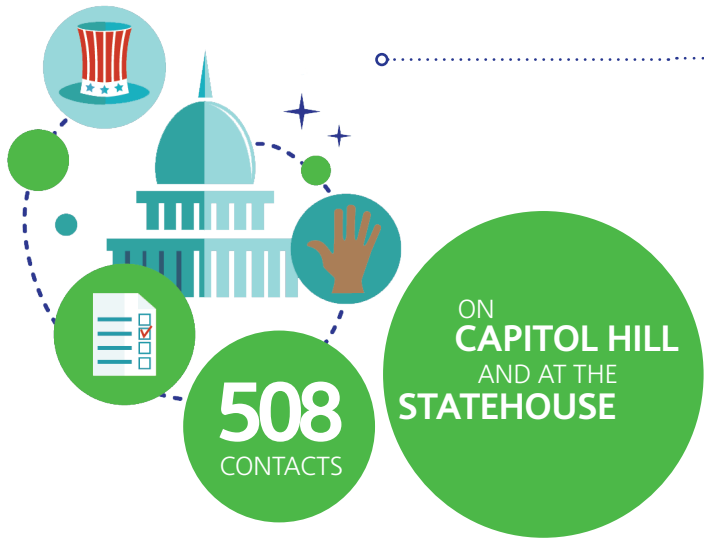 508
CONTACTS
ON
CAPITOL HILL
AND AT THE
STATEHOUSE